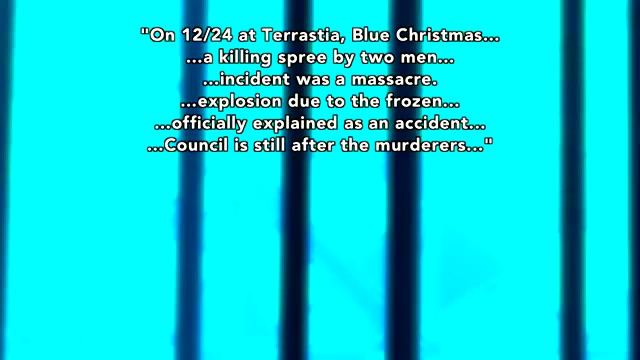 "On 12/24 at Terrastia, Blue Christmas...
...a killing spree by two men...
...incident was a massacre.
...explosion due to the frozen...
...officially explained as an accident...
...Council is still after the murderers..."